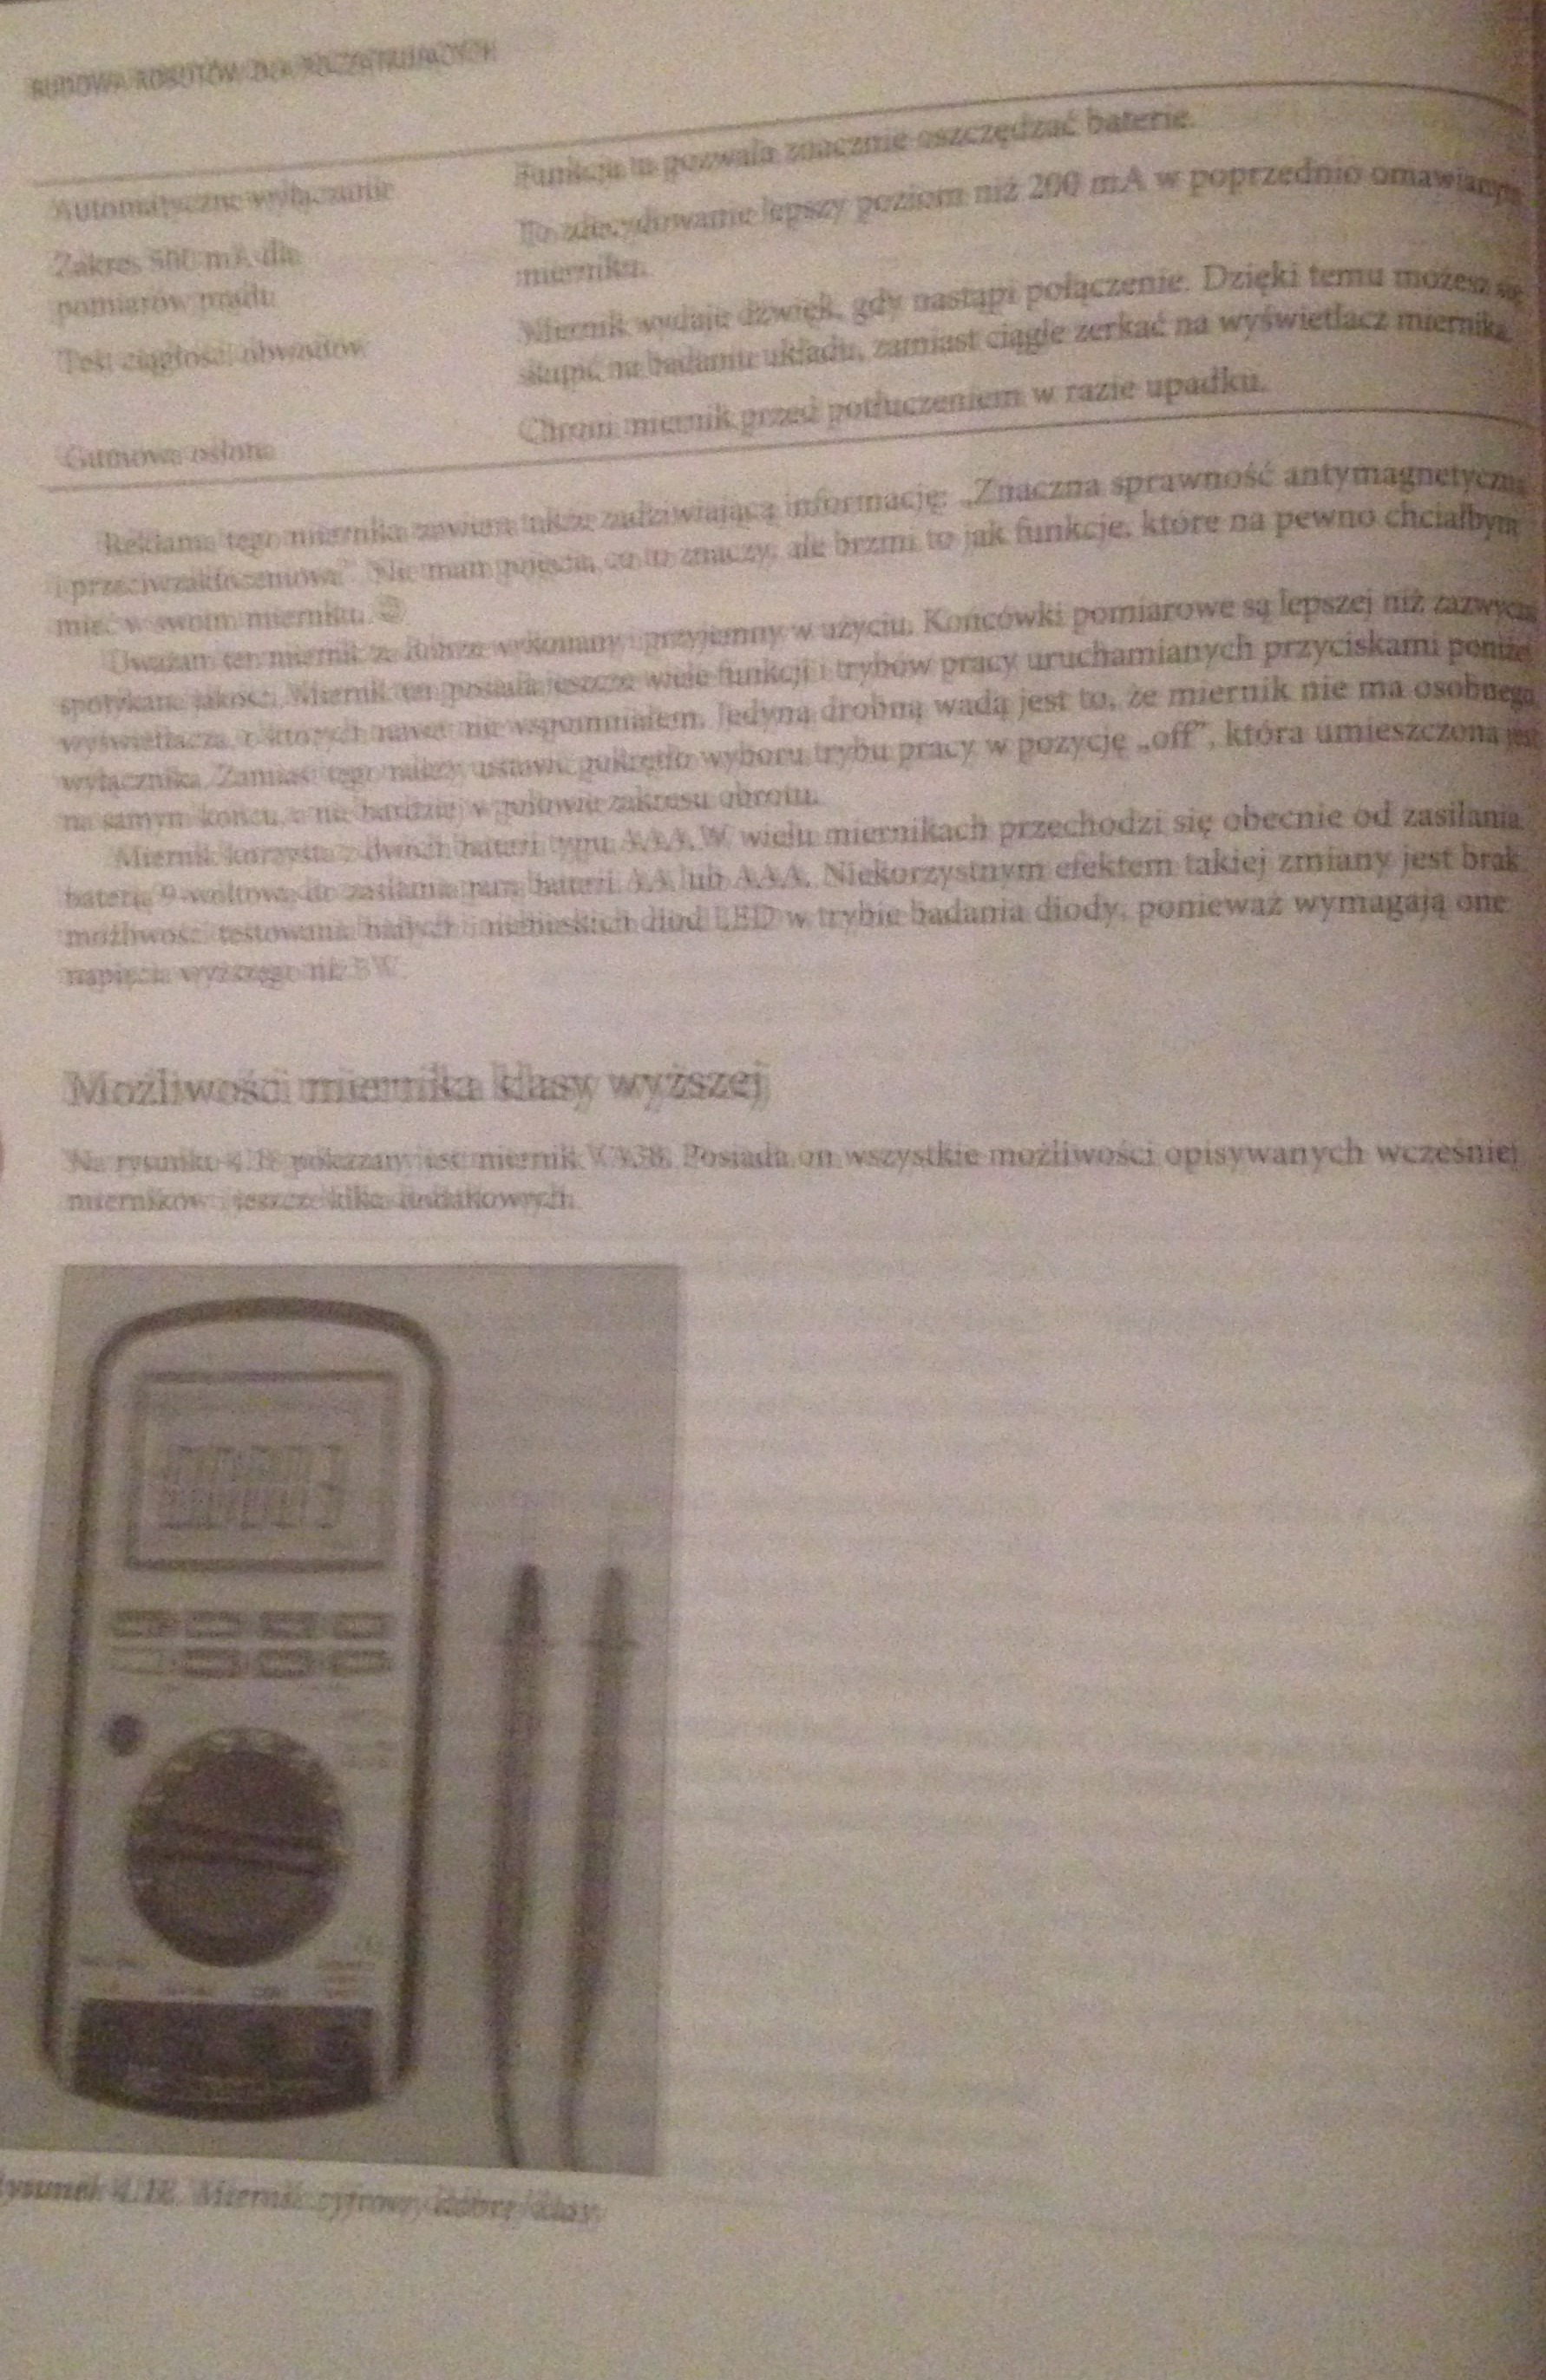 BUDOWA ROBOTÓW DLA POCZĄTKUJĄCYCH
Automatyczne wyłączanie
Funkcja ta pozwala znacznie oszczędzać baterie.
Zakres 500 mA dla
pomiarów prądu
To zdecydowanie lepszy poziom niż 200 mA w poprzednio omawianym
mierniku.
Test ciągłości obwodów
Miernik wydaje dźwięk, gdy nastąpi połączenie. Dzięki temu możesz się
skupić na badaniu układu, zamiast ciągle zerkać na wyświetlacz miernika.
Gumowa osłona
Chroni miernik przed potłuczeniem w razie upadku.
Reklama tego miernika zawiera także zadziwiającą informację: „Znaczna sprawność antymagnetyczna
i przeciwzakłóceniowa”. Nie mam pojęcia, co to znaczy, ale brzmi to jak funkcje, które na pewno chciałbym
mieć w swoim mierniku. ☺
Uważam ten miernik za dobrze wykonany i przyjemny w użyciu. Końcówki pomiarowe są lepszej niż zazwyczaj
spotykana jakości. Miernik ten posiada jeszcze wiele funkcji i trybów pracy uruchamianych przyciskami poniżej
wyświetlacza, o których nawet nie wspomniałem. Jedyną drobną wadą jest to, że miernik nie ma osobnego
wyłącznika. Zamiast tego należy ustawić pokrętło wyboru trybu pracy w pozycję „off”, która umieszczona jest
na samym końcu, a nie bardziej w połowie zakresu obrotu.
Miernik korzysta z dwóch baterii typu AAA. W wielu miernikach przechodzi się obecnie od zasilania
baterią 9-woltową do zasilania parą baterii AA lub AAA. Niekorzystnym efektem takiej zmiany jest brak
możliwości testowania białych i niebieskich diod LED w trybie badania diody, ponieważ wymagają one
napięcia wyższego niż 3 V.
Możliwości miernika klasy wyższej
Na rysunku 4.18 pokazany jest miernik VA38. Posiada on wszystkie możliwości opisywanych wcześniej
mierników i jeszcze kilka dodatkowych.
Rysunek 4.18. Miernik cyfrowy dobrej klasy